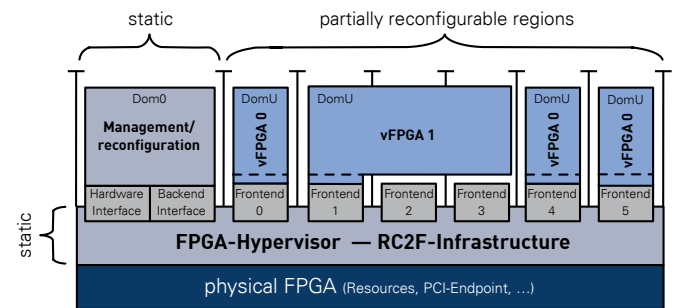 static
partially reconfigurable regions
Dom0
Management/
reconfiguration
DomU
vFPGA 0
DomU
vFPGA 1
DomU
vFPGA 0
DomU
vFPGA 0
Hardware
Interface
Backend
Interface
Frontend
0
Frontend
1
Frontend
2
Frontend
3
Frontend
4
Frontend
5
static
FPGA-Hypervisor — RC2F-Infrastructure
physical FPGA (Resources, PCI-Endpoint, ...)